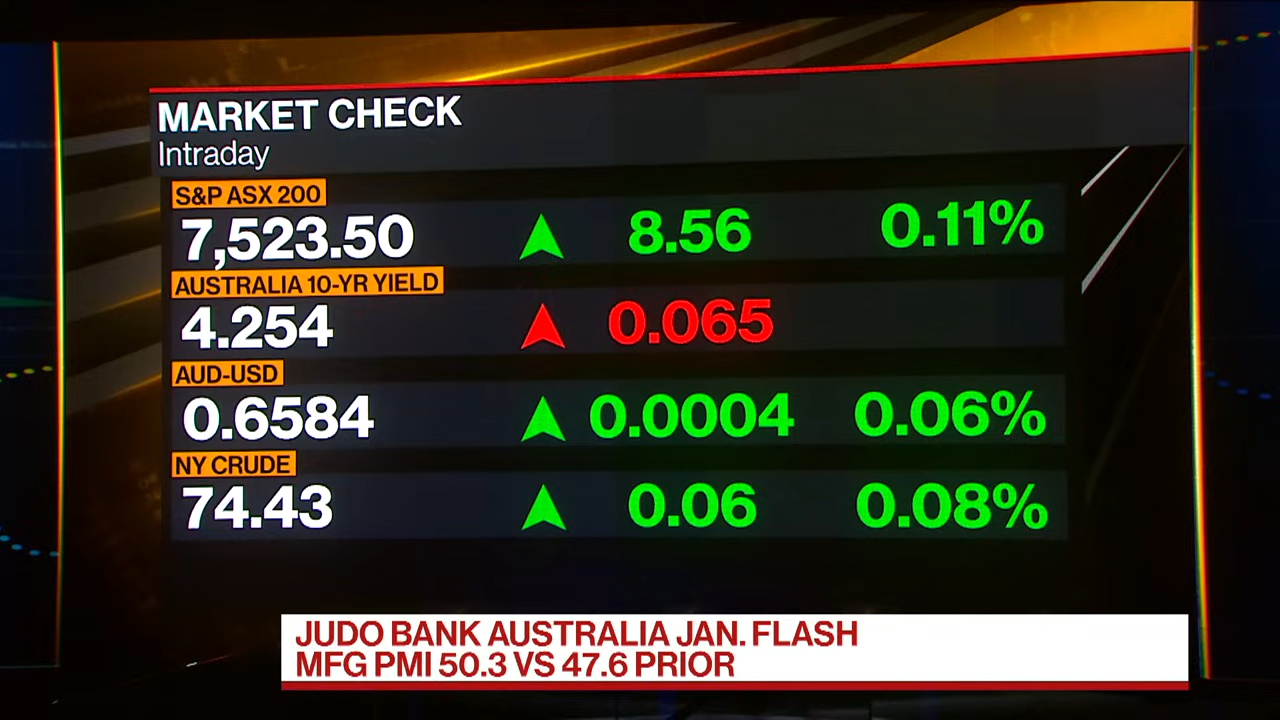 MARKET CHECK
Intraday
S&P ASX 200
7,523.50 ▲ 8.56 0.11%
AUSTRALIA 10-YR YIELD
4.254 ▲ 0.065
AUD-USD
0.6584 ▲ 0.0004 0.06%
NY CRUDE
74.43 ▲ 0.06 0.08%
JUDO BANK AUSTRALIA JAN. FLASH
MFG PMI 50.3 VS 47.6 PRIOR